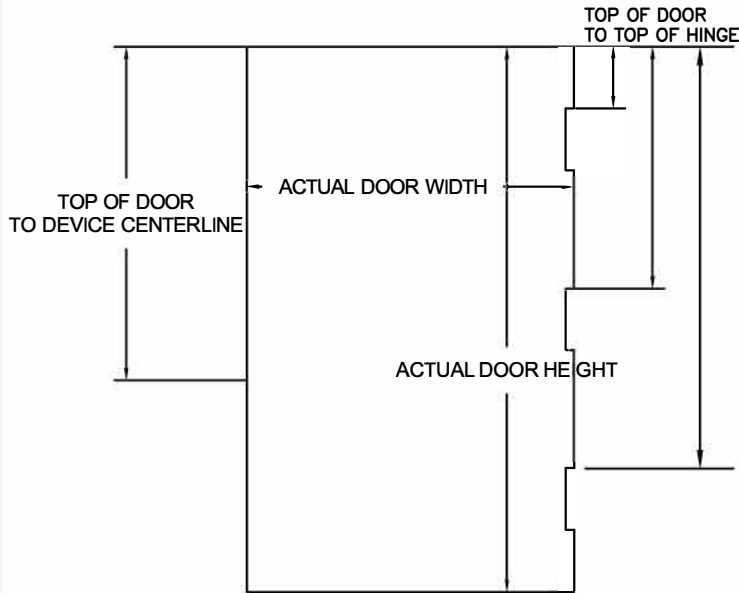 TOP OF DOOR
TO TOP OF HINGE
ACTUAL DOOR WIDTH
TOP OF DOOR
TO DEVICE CENTERLINE
ACTUAL DOOR HEIGHT